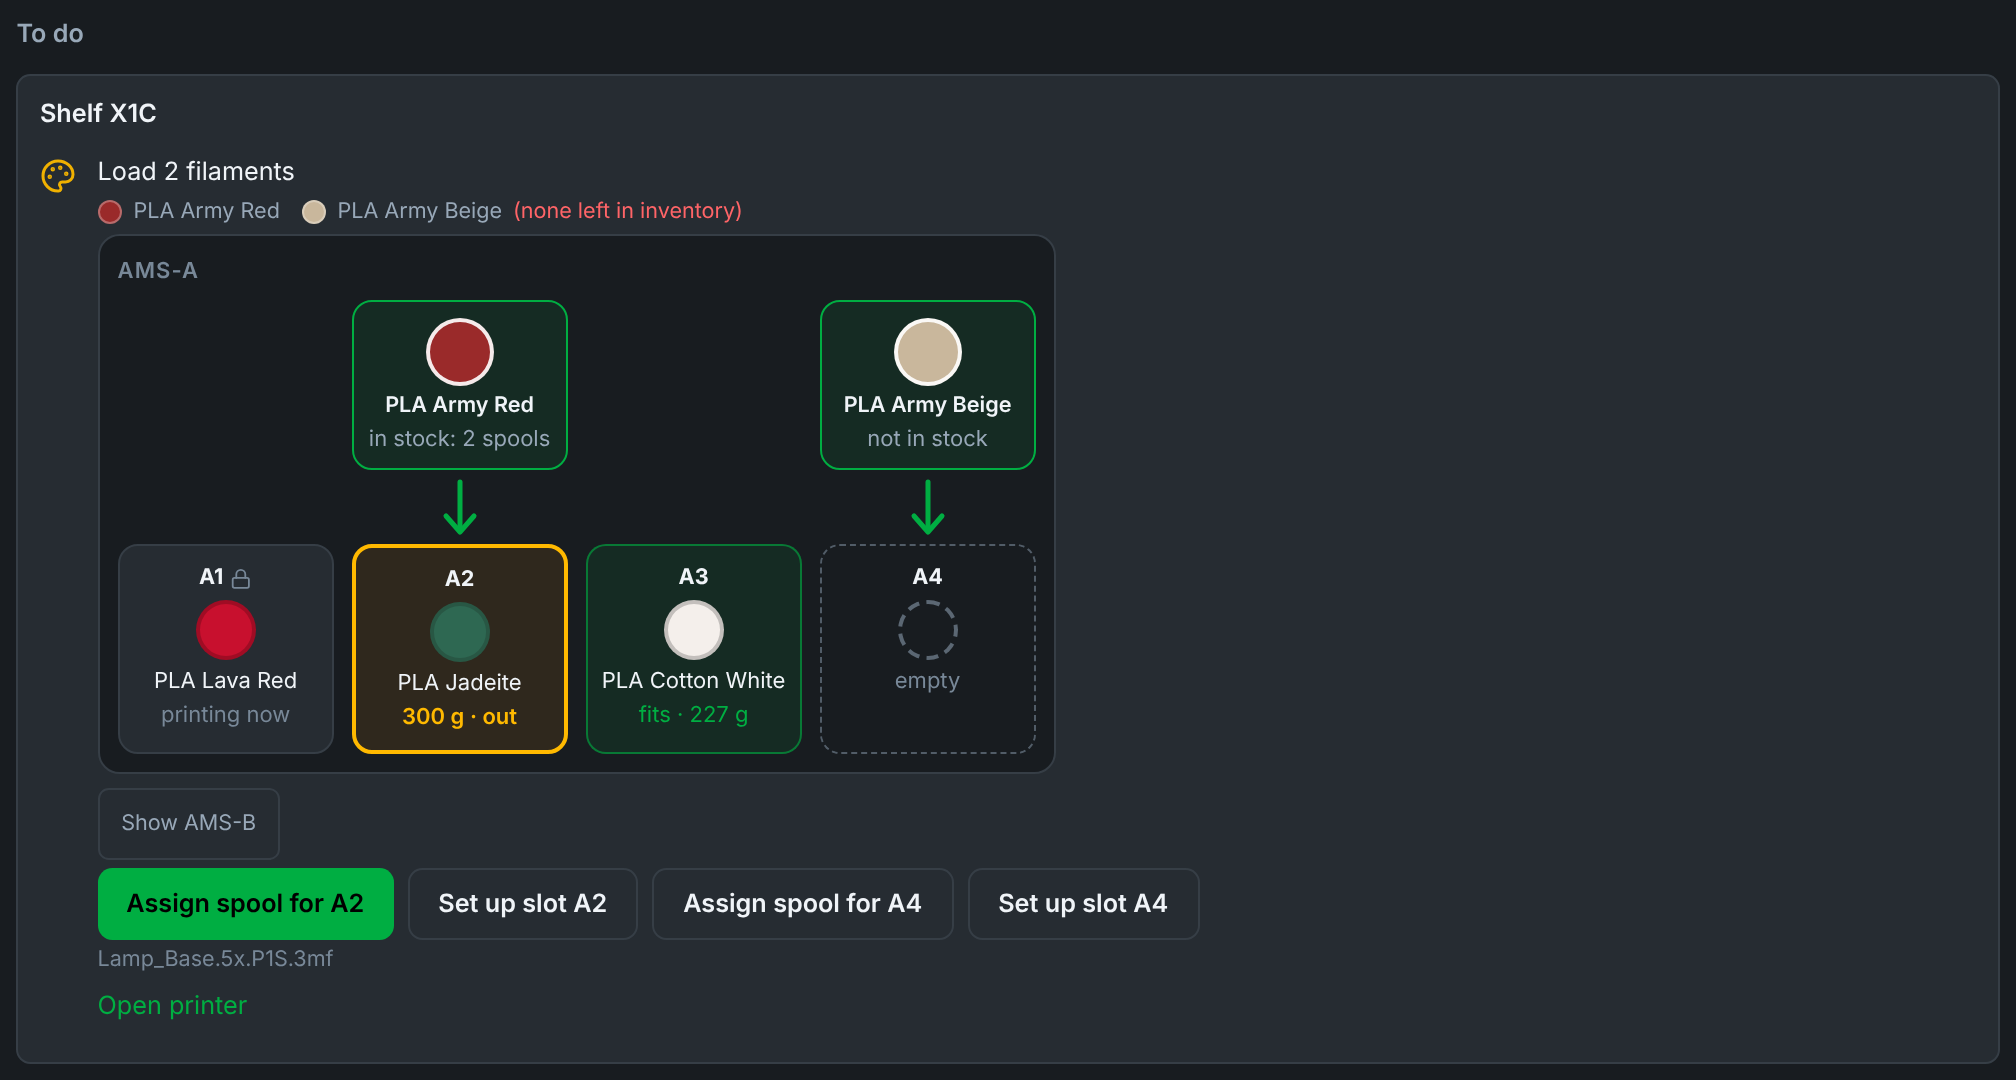 To do
Shelf X1C
Load 2 filaments
PLA Army Red PLA Army Beige (none left in inventory)
AMS-A
PLA Army Red
in stock: 2 spools
PLA Army Beige
not in stock
A1
PLA Lava Red
printing now
A2
PLA Jadeite
300 g · out
A3
PLA Cotton White
fits · 227 g
A4
empty
Show AMS-B
Assign spool for A2
Set up slot A2
Assign spool for A4
Set up slot A4
Lamp_Base.5x.P1S.3mf
Open printer